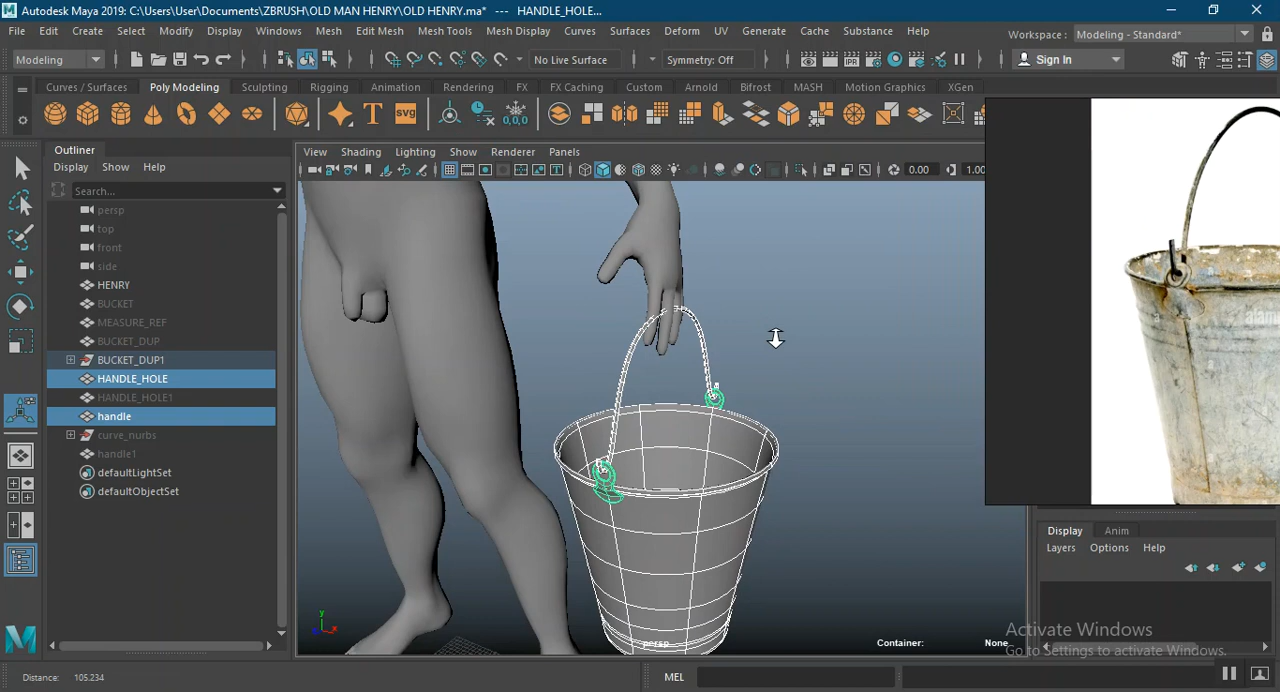 Autodesk Maya 2019: C:\Users\User\Documents\ZBRUSH\OLD MAN HENRY\OLD HENRY.ma*   ---   HANDLE_HOLE...
File Edit Create Select Modify Display Windows Mesh Edit Mesh Mesh Tools Mesh Display Curves Surfaces Deform UV Generate Cache Substance Help
Workspace : Modeling - Standard*
Modeling No Live Surface Symmetry: Off IPR Sign In
Curves / Surfaces Poly Modeling Sculpting Rigging Animation Rendering FX FX Caching Custom Arnold Bifrost MASH Motion Graphics XGen
T svg 0,0,0
Outliner
Display Show Help
Search...
persp
top
front
side
HENRY
BUCKET
MEASURE_REF
BUCKET_DUP
BUCKET_DUP1
HANDLE_HOLE
HANDLE_HOLE1
handle
curve_nurbs
handle1
defaultLightSet
defaultObjectSet
View Shading Lighting Show Renderer Panels
0.00 1.00
y
x
persp
Container: None
Display Anim
Layers Options Help
Activate Windows
Go to Settings to activate Windows.
Distance: 105.234
MEL